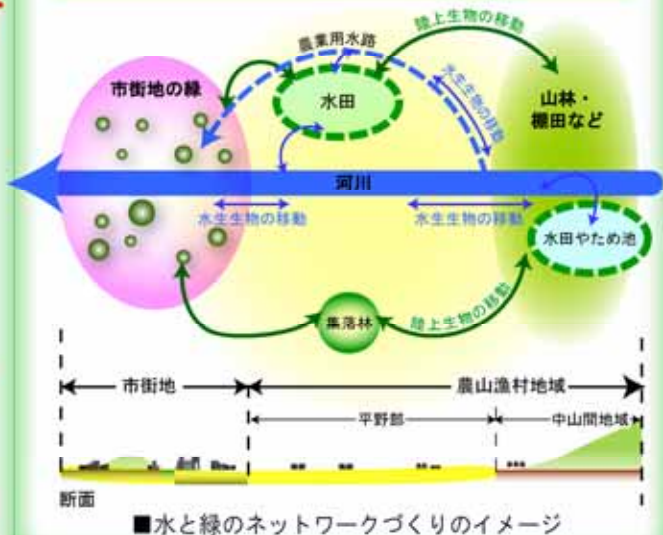 陸上生物の移動
農業用水路
市街地の緑
水田
水生生物の移動
山林・
棚田など
河川
水生生物の移動
水生生物の移動
水田やため池
集落林
陸上生物の移動
市街地
農山漁村地域
平野部
中山間地域
断面
■水と緑のネットワークづくりのイメージ